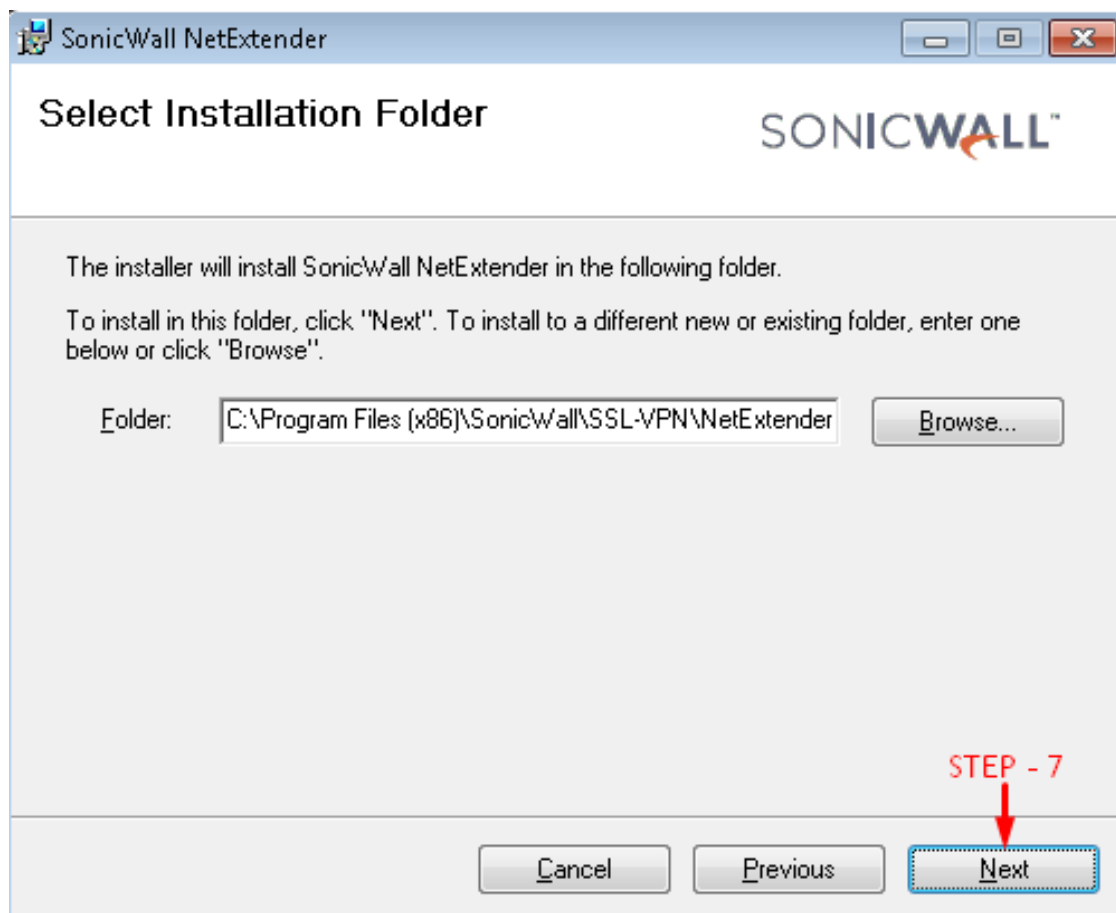 SonicWall NetExtender
Select Installation Folder
SONICWALL™
The installer will install SonicWall NetExtender in the following folder.
To install in this folder, click "Next". To install to a different new or existing folder, enter one
below or click "Browse".
Folder:
C:\Program Files (x86)\SonicWall\SSL-VPN\NetExtender
Browse...
STEP - 7
Cancel
Previous
Next